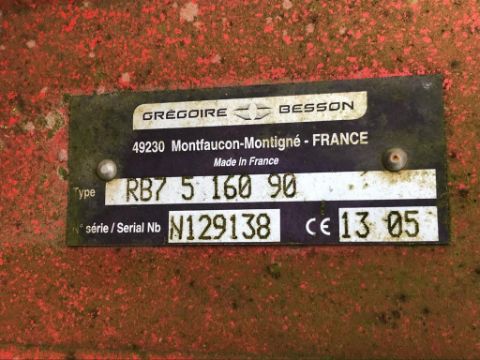 GRÉGOIRE BESSON
49230 Montfaucon-Montigné - FRANCE
Made in France
Type RB7 5 160 90
N° série / Serial Nb N129138 CE 13 05